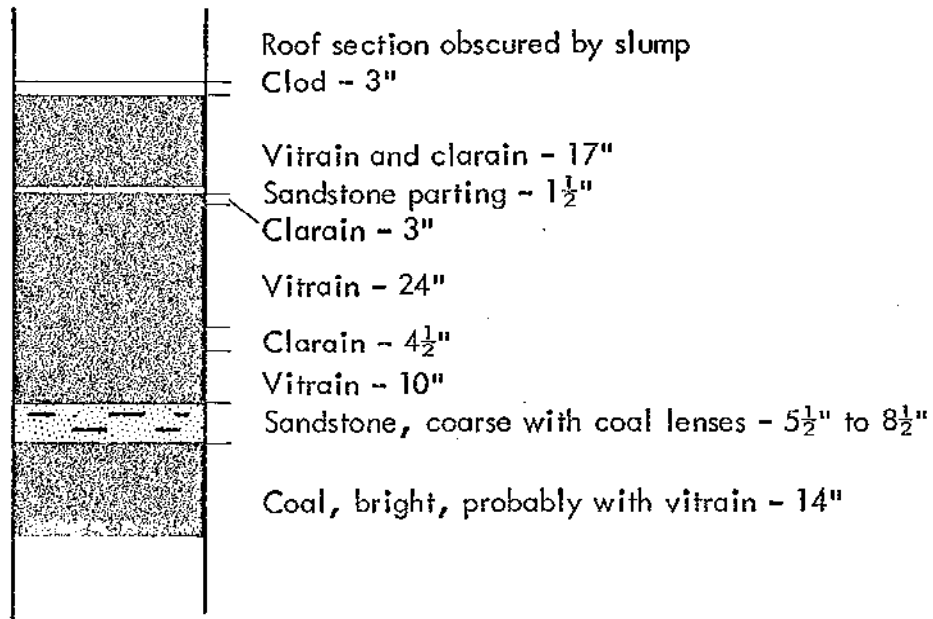 Roof section obscured by slump
Clod - 3"
Vitrain and clarain - 17"
Sandstone parting - 1½"
Clarain - 3"
Vitrain - 24"
Clarain - 4½"
Vitrain - 10"
Sandstone, coarse with coal lenses - 5½" to 8½"
Coal, bright, probably with vitrain - 14"